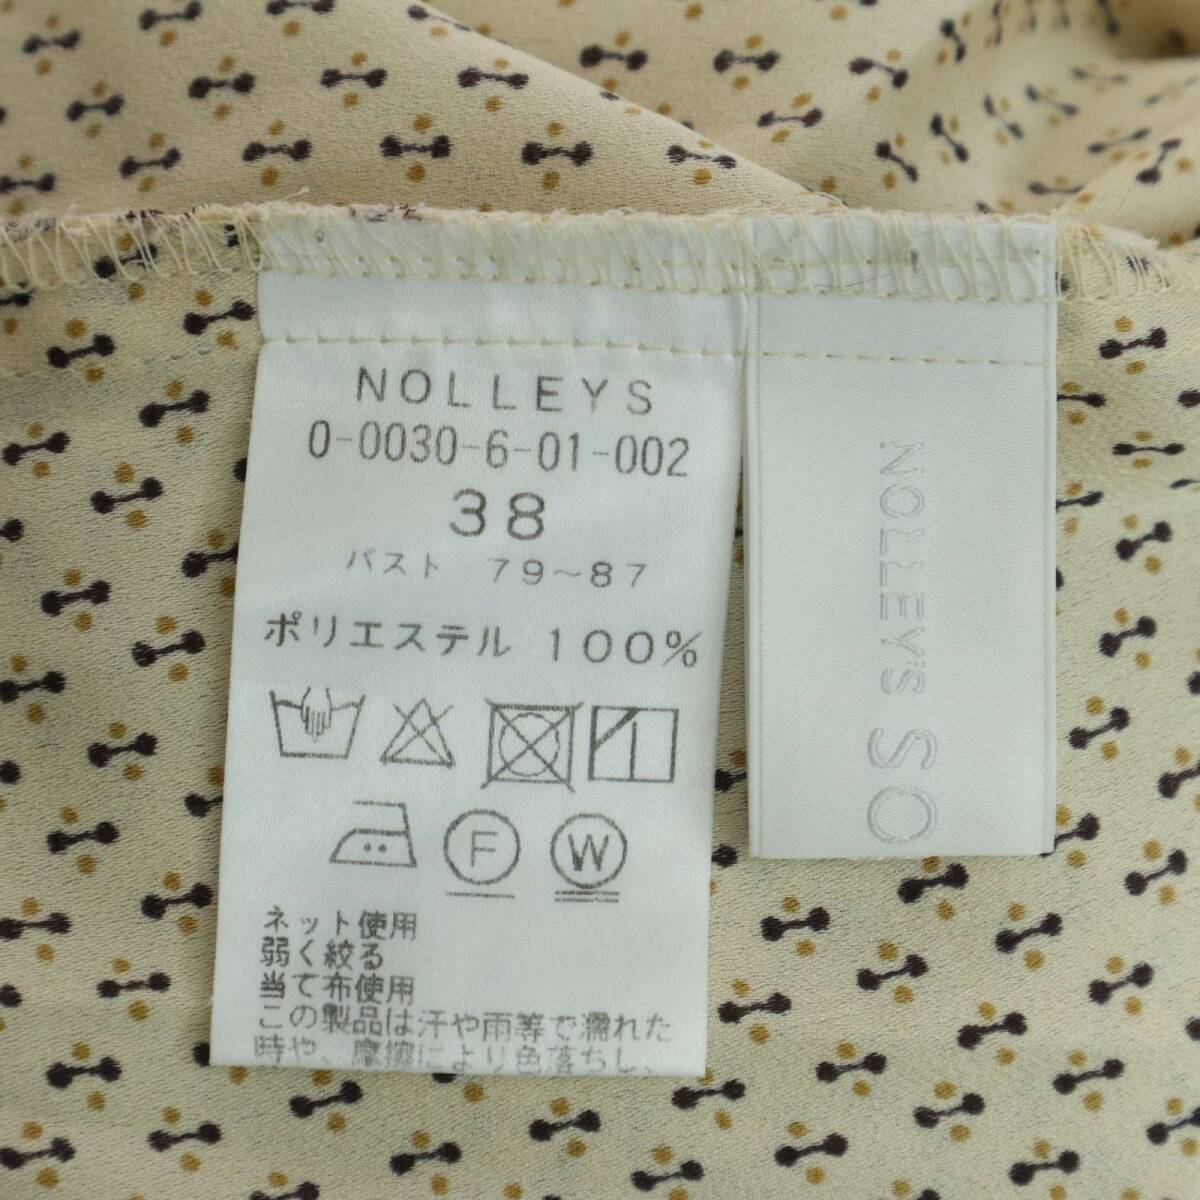 NOLLEYS
0-0030-6-01-002
38
バスト 79～87
ポリエステル 100%
F W
ネット使用
弱く絞る
当て布使用
この製品は汗や雨等で濡れた
時や、摩擦により色落ちし、
NOLLEY'S SO